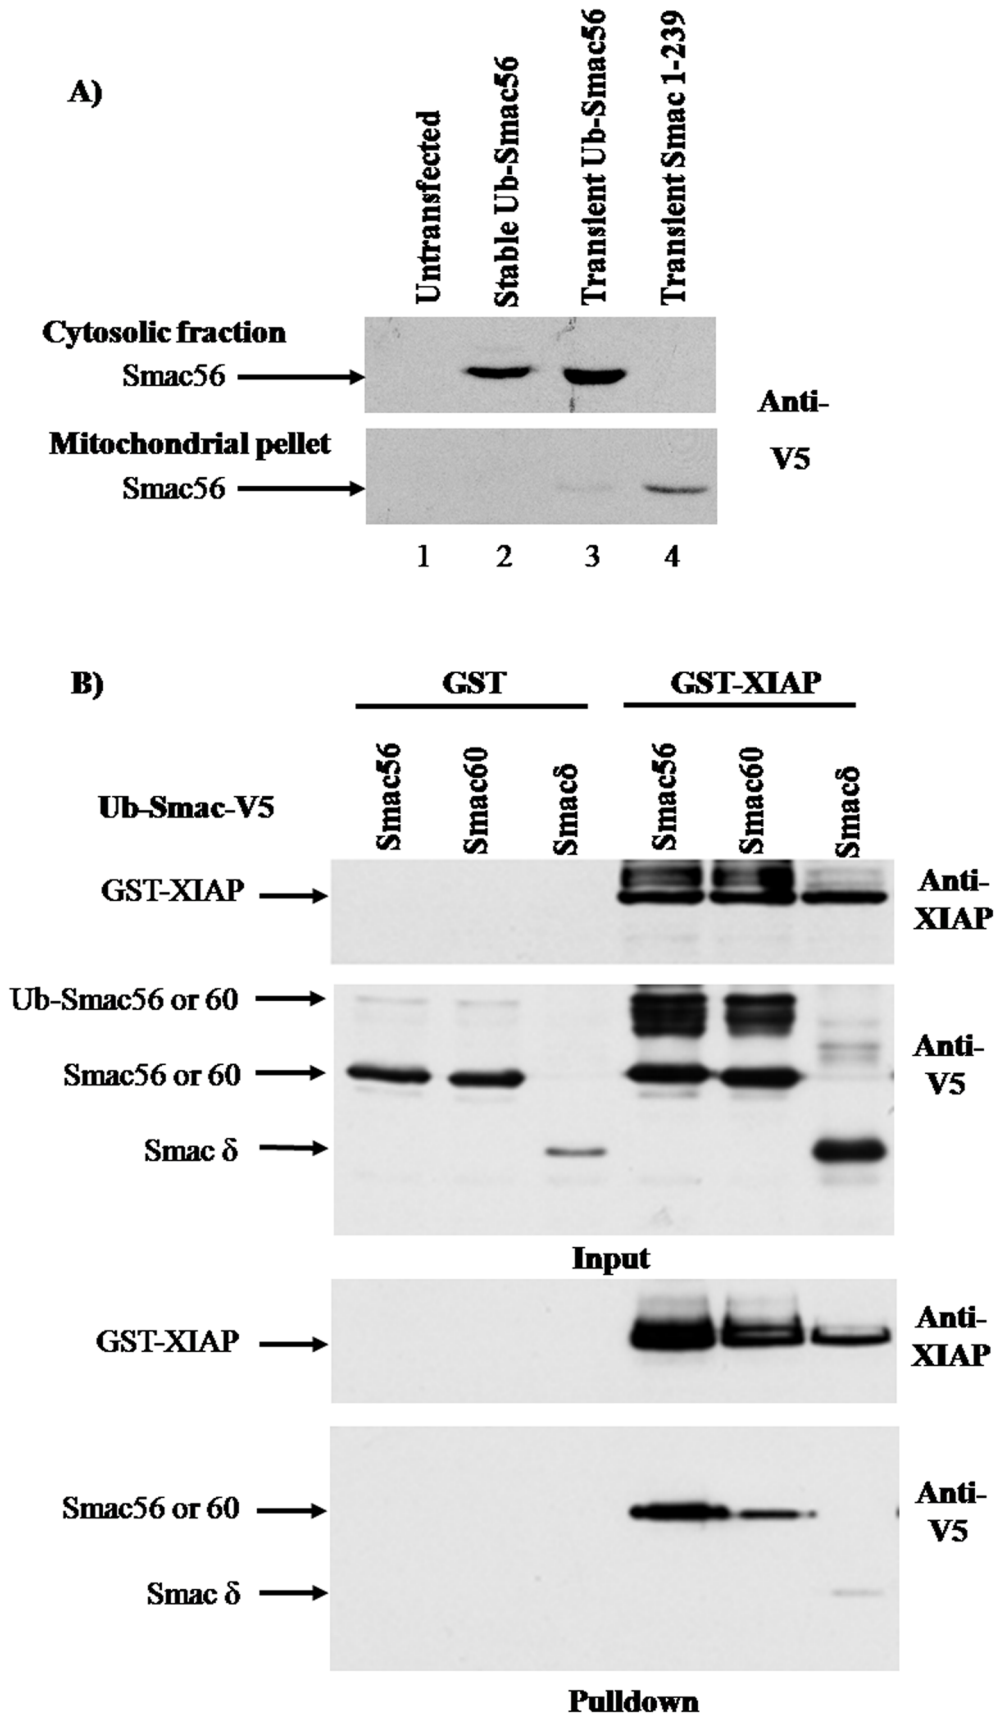 A)
Untransfected
Stable Ub-Smac56
Transient Ub-Smac56
Transient Smac 1-239
Cytosolic fraction
Smac56
Anti-
V5
Mitochondrial pellet
Smac56
1 2 3 4
B)
GST GST-XIAP
Ub-Smac-V5
Smac56
Smac60
Smacδ
Smac56
Smac60
Smacδ
GST-XIAP
Anti-
XIAP
Ub-Smac56 or 60
Smac56 or 60
Smac δ
Anti-
V5
Input
GST-XIAP
Anti-
XIAP
Smac56 or 60
Smac δ
Anti-
V5
Pulldown